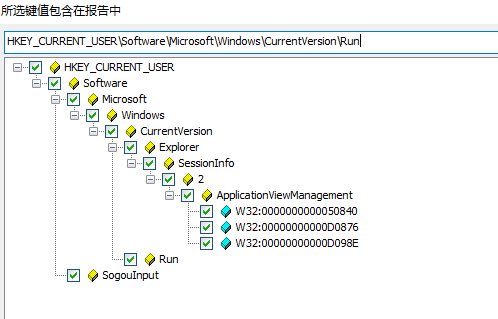 所选键值包含在报告中
HKEY_CURRENT_USER\Software\Microsoft\Windows\CurrentVersion\Run
HKEY_CURRENT_USER
Software
Microsoft
Windows
CurrentVersion
Explorer
SessionInfo
2
ApplicationViewManagement
W32:0000000000050840
W32:00000000000D0876
W32:00000000000D098E
Run
SogouInput